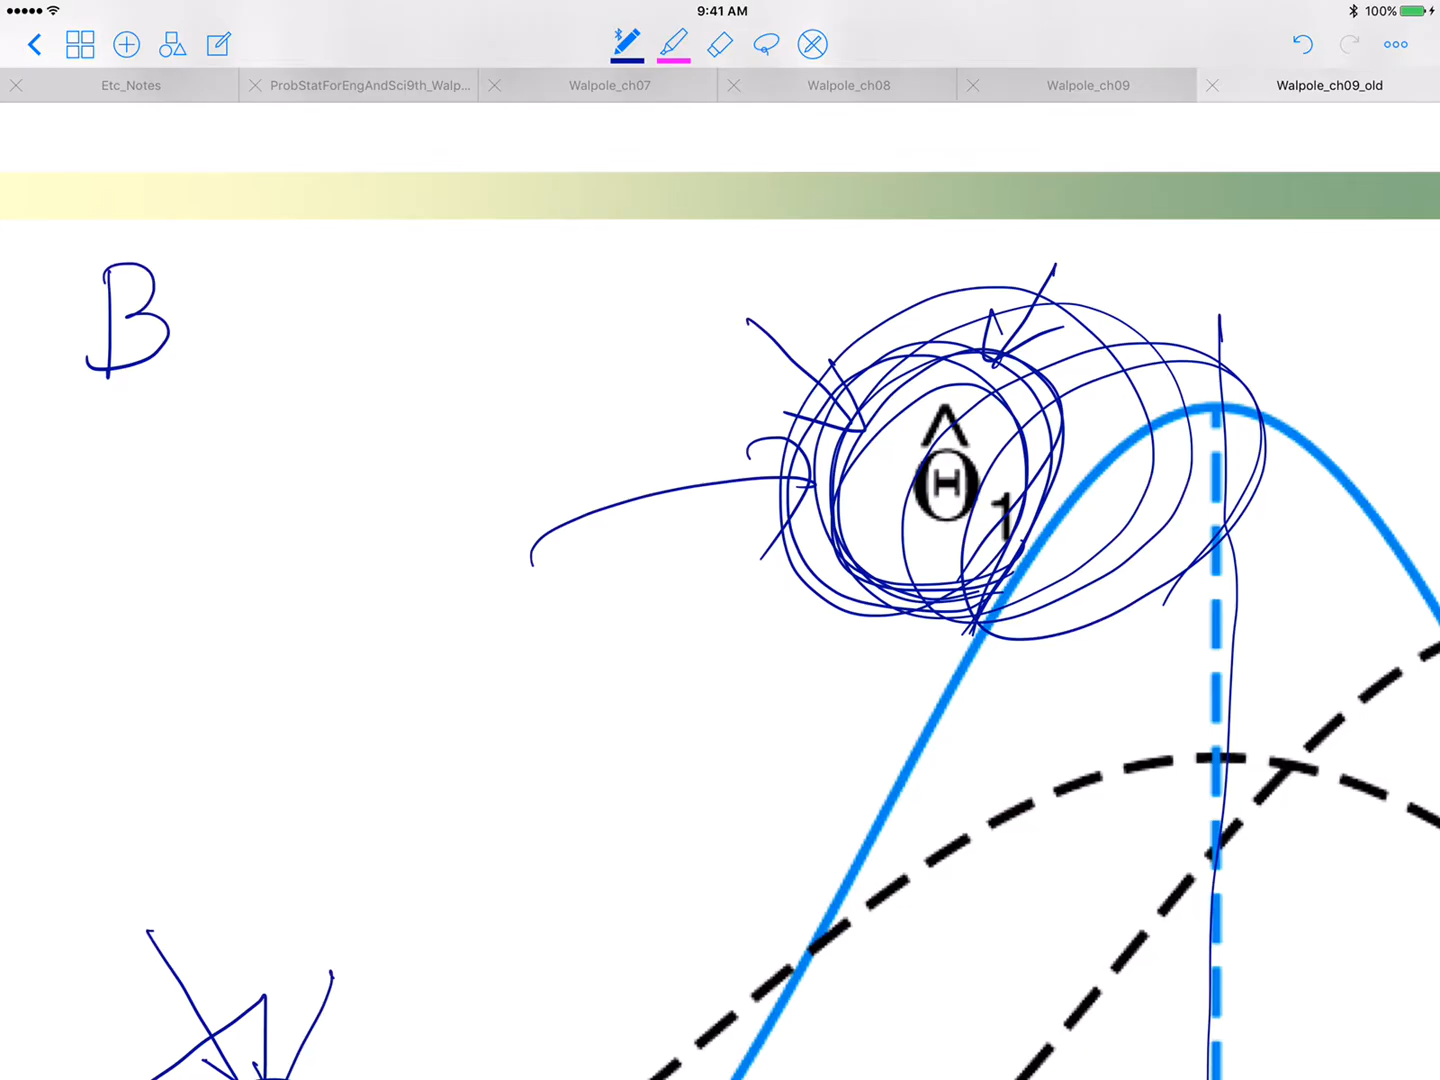 9:41 AM
100%
Etc_Notes
ProbStatForEngAndSci9th_Walp...
Walpole_ch07
Walpole_ch08
Walpole_ch09
Walpole_ch09_old
B
Θ̂₁